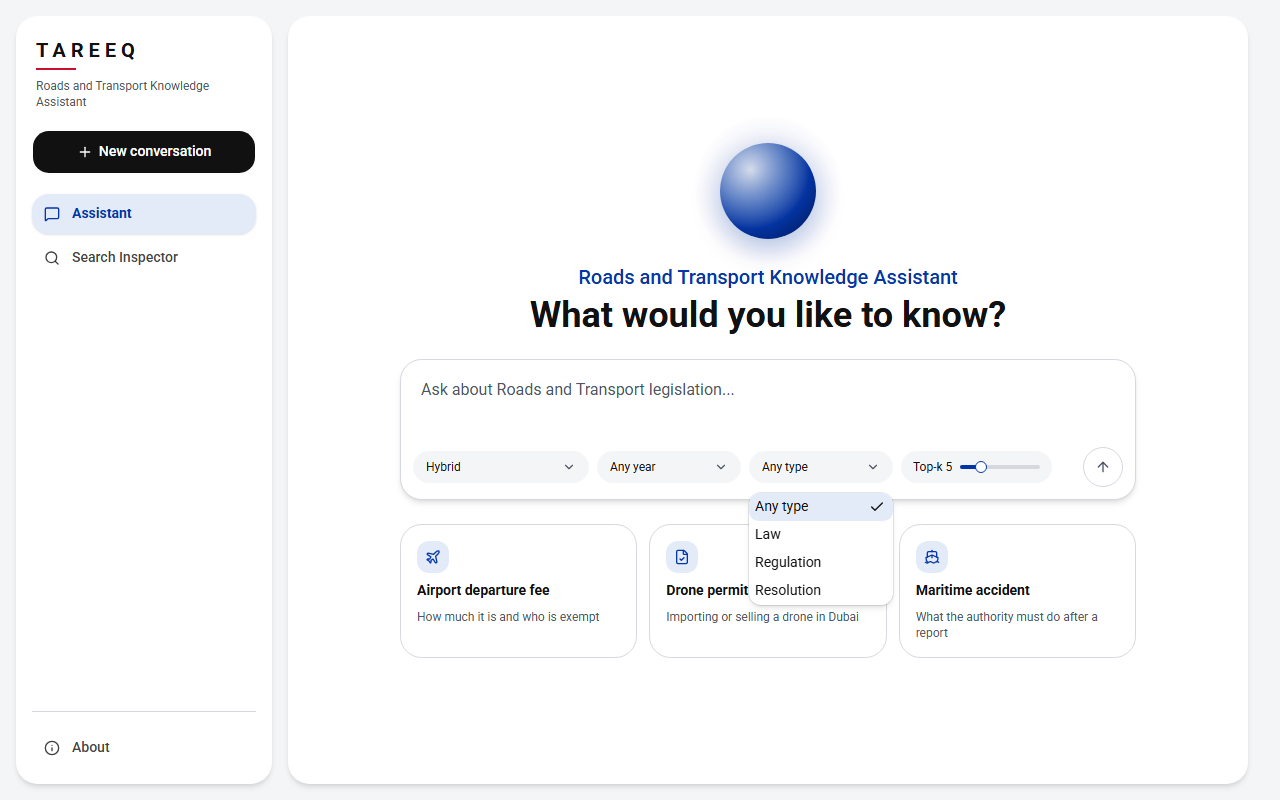 TAREEQ
Roads and Transport Knowledge
Assistant
New conversation
Assistant
Search Inspector
About
Roads and Transport Knowledge Assistant
What would you like to know?
Ask about Roads and Transport legislation...
Hybrid
Any year
Any type
Top-k 5
Any type
Law
Regulation
Resolution
Airport departure fee
How much it is and who is exempt
Drone permit
Importing or selling a drone in Dubai
Maritime accident
What the authority must do after a
report